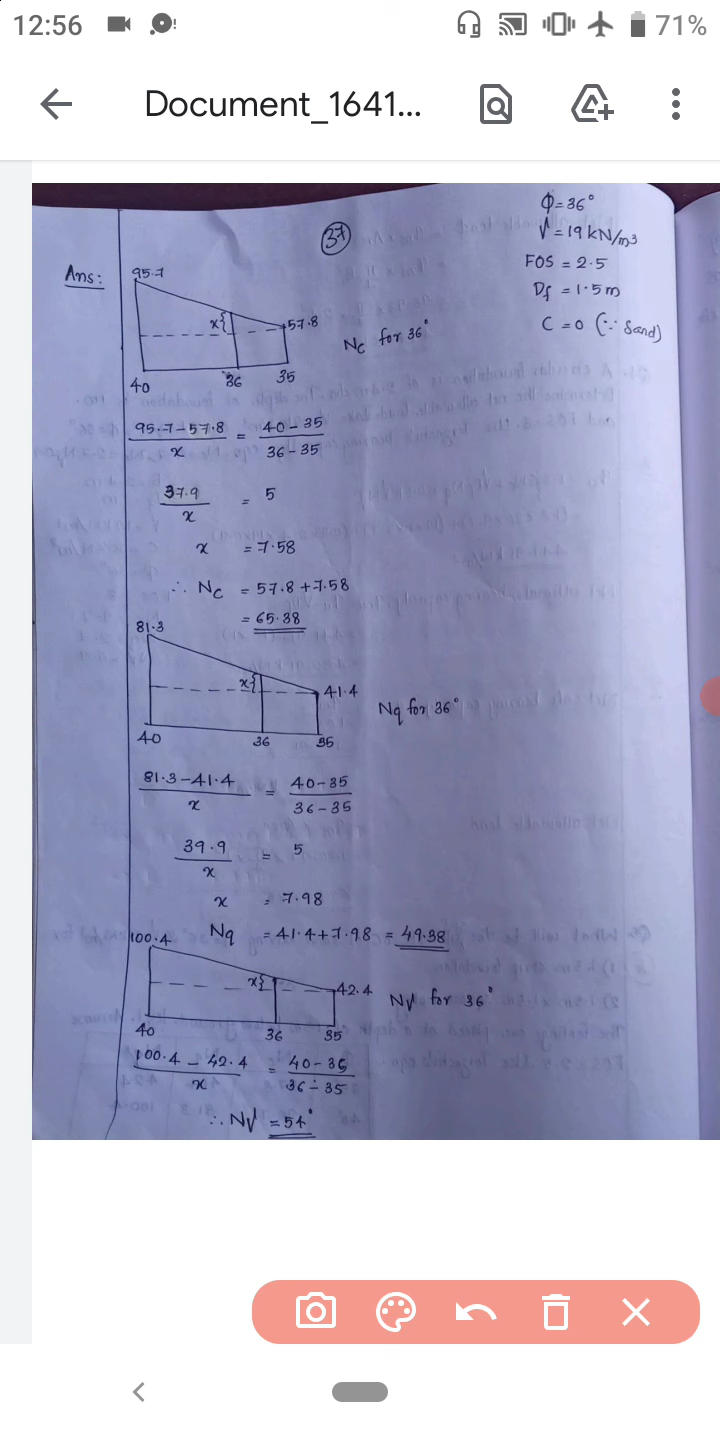 12:56
71%
Document_1641...
37
Φ=36°
γ=19 kN/m³
FOS = 2.5
Df = 1.5m
C = 0 (∵ Sand)
Ans:
95.7
x{
57.8
Nc for 36°
40 36 35
95.7-57.8 / x = 40-35 / 36-35
37.9 / x = 5
x = 7.58
∴ Nc = 57.8+7.58
= 65.38
81.3
x{
41.4
Nq for 36°
40 36 35
81.3-41.4 / x = 40-35 / 36-35
39.9 / x = 5
x = 7.98
Nq = 41.4+7.98 = 49.38
100.4
x{
42.4
Nγ for 36°
40 36 35
100.4 - 42.4 / x = 40-35 / 36-35
∴ Nγ = 54°